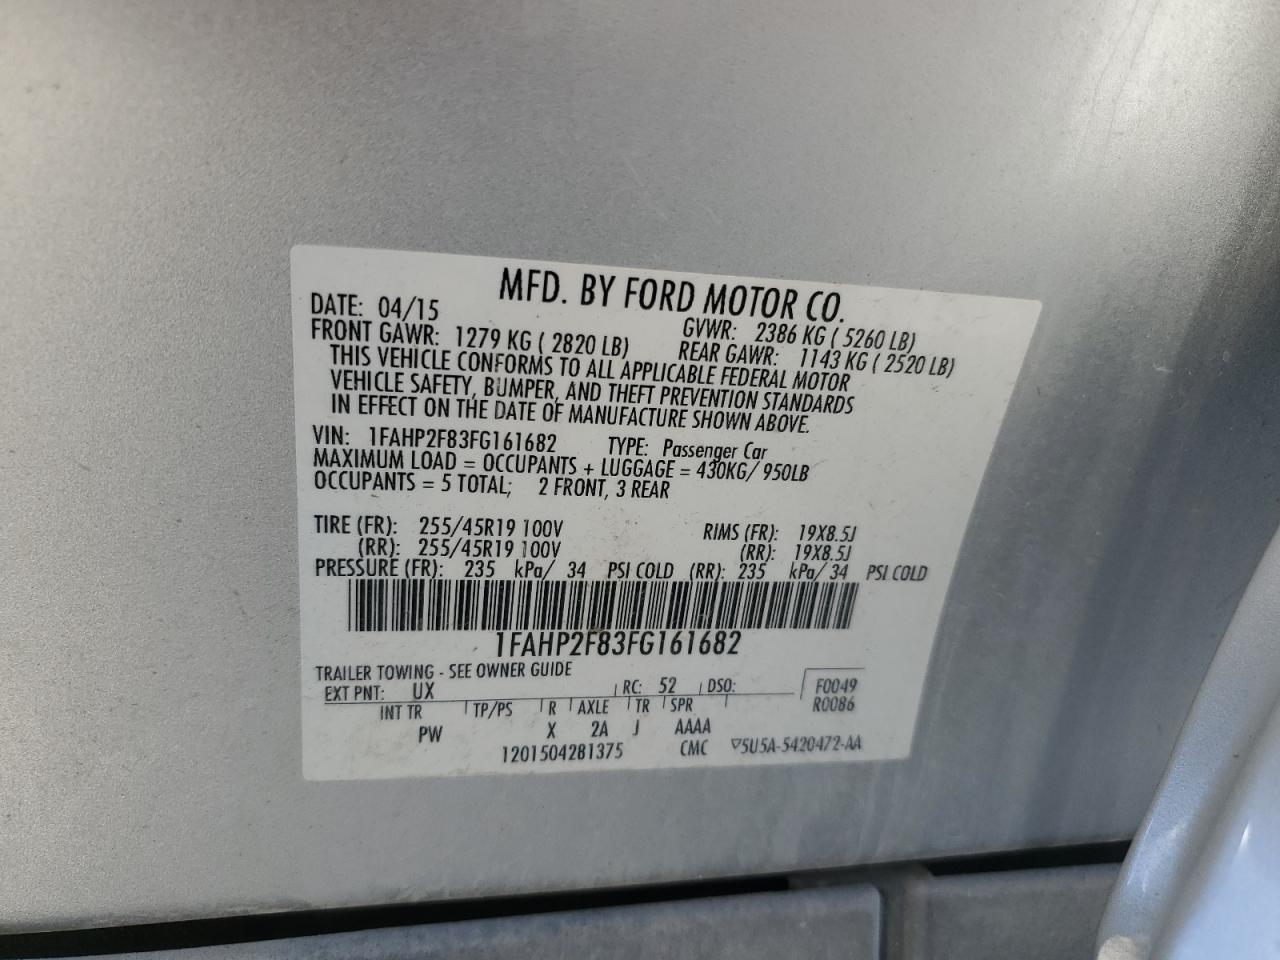 MFD. BY FORD MOTOR CO.
DATE: 04/15 GVWR: 2386 KG ( 5260 LB)
FRONT GAWR: 1279 KG ( 2820 LB) REAR GAWR: 1143 KG ( 2520 LB)
THIS VEHICLE CONFORMS TO ALL APPLICABLE FEDERAL MOTOR
VEHICLE SAFETY, BUMPER, AND THEFT PREVENTION STANDARDS
IN EFFECT ON THE DATE OF MANUFACTURE SHOWN ABOVE.
VIN: 1FAHP2F83FG161682 TYPE: Passenger Car
MAXIMUM LOAD = OCCUPANTS + LUGGAGE = 430KG/ 950LB
OCCUPANTS = 5 TOTAL; 2 FRONT, 3 REAR
TIRE (FR): 255/45R19 100V RIMS (FR): 19X8.5J
(RR): 255/45R19 100V (RR): 19X8.5J
PRESSURE (FR): 235 kPa/ 34 PSI COLD (RR): 235 kPa/ 34 PSI COLD
1FAHP2F83FG161682
TRAILER TOWING - SEE OWNER GUIDE
EXT PNT: UX RC: 52 DSO: F0049
INT TR TP/PS R AXLE TR SPR R0086
PW X 2A J AAAA
1201504281375 CMC ▽5U5A-5420472-AA